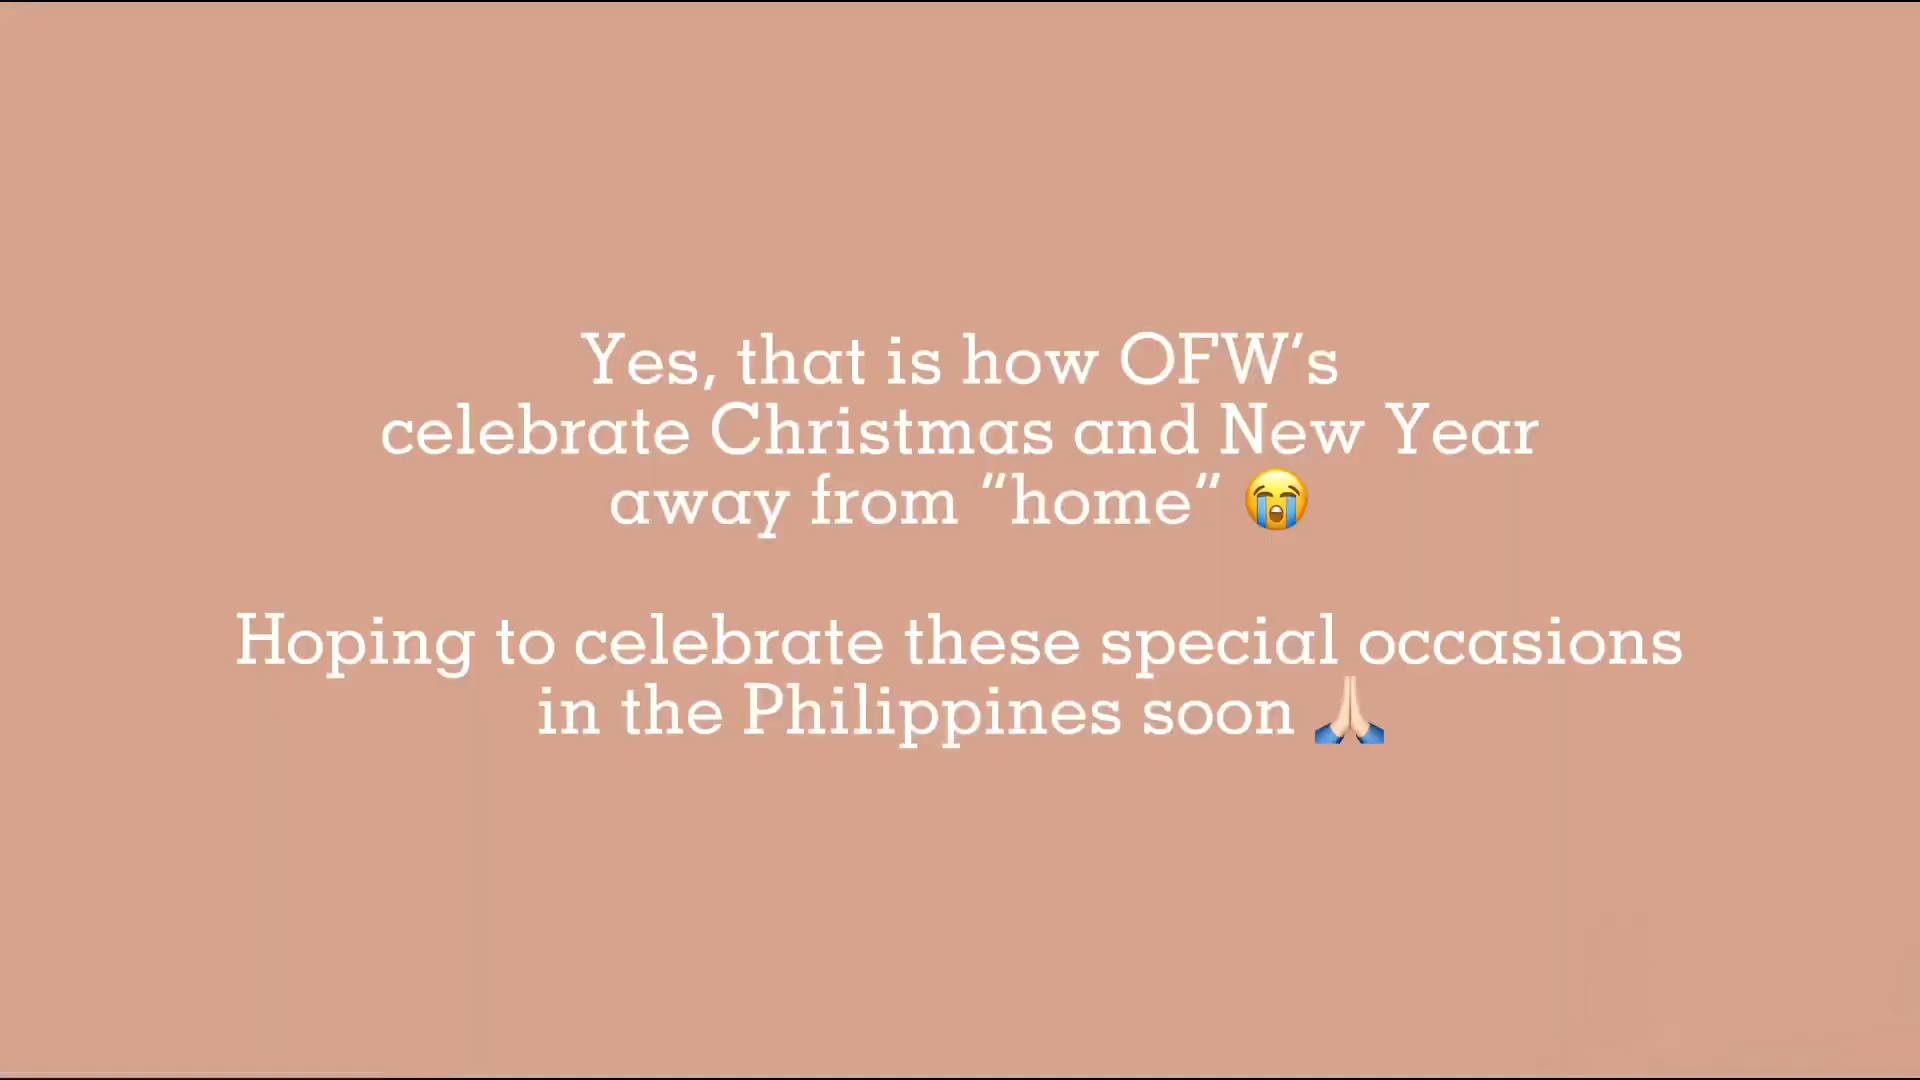 Yes, that is how OFW’s
celebrate Christmas and New Year
away from “home” 😭
Hoping to celebrate these special occasions
in the Philippines soon 🙏🏻